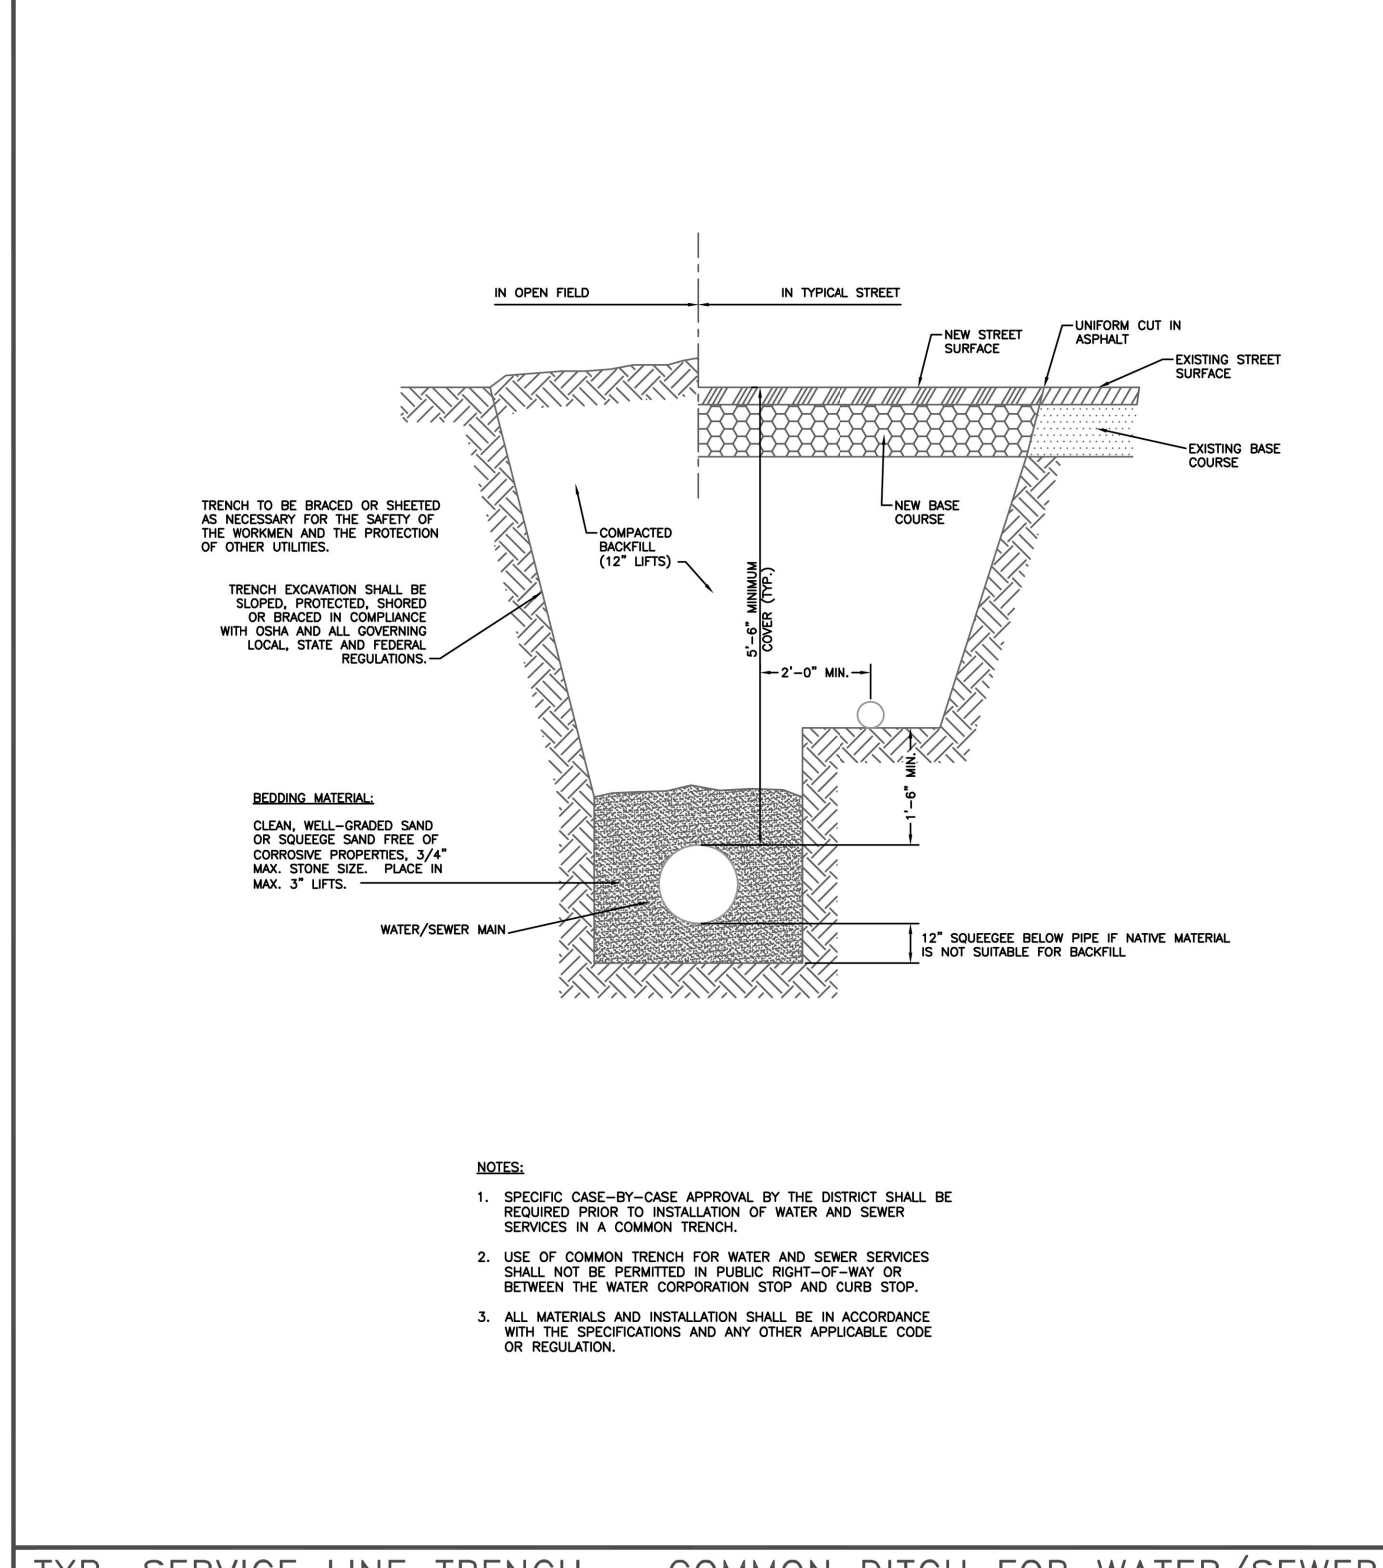 IN OPEN FIELD
IN TYPICAL STREET
NEW STREET
SURFACE
UNIFORM CUT IN
ASPHALT
EXISTING STREET
SURFACE
EXISTING BASE
COURSE
NEW BASE
COURSE
TRENCH TO BE BRACED OR SHEETED
AS NECESSARY FOR THE SAFETY OF
THE WORKMEN AND THE PROTECTION
OF OTHER UTILITIES.
COMPACTED
BACKFILL
(12" LIFTS)
5'-6" MINIMUM
COVER (TYP.)
TRENCH EXCAVATION SHALL BE
SLOPED, PROTECTED, SHORED
OR BRACED IN COMPLIANCE
WITH OSHA AND ALL GOVERNING
LOCAL, STATE AND FEDERAL
REGULATIONS.
2'-0" MIN.
1'-6" MIN.
BEDDING MATERIAL:
CLEAN, WELL-GRADED SAND
OR SQUEEGE SAND FREE OF
CORROSIVE PROPERTIES, 3/4"
MAX. STONE SIZE. PLACE IN
MAX. 3" LIFTS.
WATER/SEWER MAIN
12" SQUEEGEE BELOW PIPE IF NATIVE MATERIAL
IS NOT SUITABLE FOR BACKFILL
NOTES:
1. SPECIFIC CASE-BY-CASE APPROVAL BY THE DISTRICT SHALL BE
REQUIRED PRIOR TO INSTALLATION OF WATER AND SEWER
SERVICES IN A COMMON TRENCH.
2. USE OF COMMON TRENCH FOR WATER AND SEWER SERVICES
SHALL NOT BE PERMITTED IN PUBLIC RIGHT-OF-WAY OR
BETWEEN THE WATER CORPORATION STOP AND CURB STOP.
3. ALL MATERIALS AND INSTALLATION SHALL BE IN ACCORDANCE
WITH THE SPECIFICATIONS AND ANY OTHER APPLICABLE CODE
OR REGULATION.
TYP. SERVICE LINE TRENCH - COMMON DITCH FOR WATER/SEWER